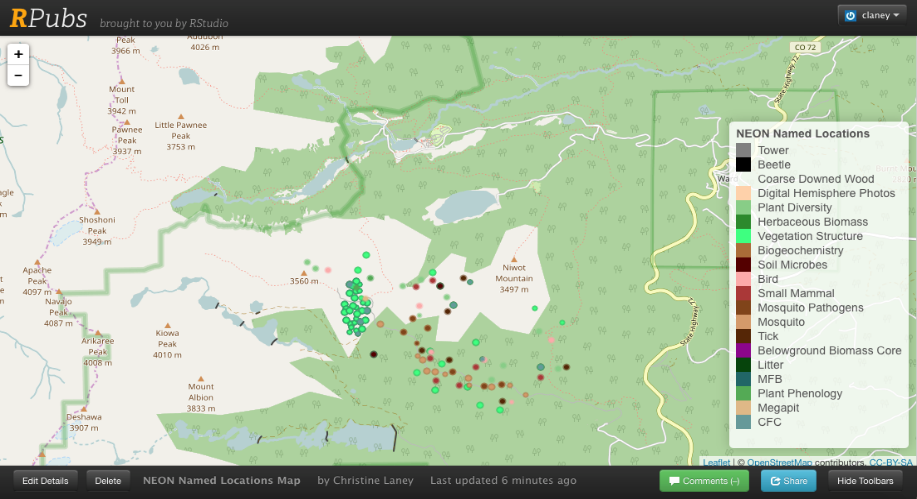 RPubs brought to you by RStudio
claney
+
−
Peak
3966 m
Audubon
4026 m
CO 72
State Highway 72
Mount
Toll
3942 m
Pawnee
Peak
3937 m
Little Pawnee
Peak
3753 m
Ward
Shoshoni
Peak
3949 m
Apache
Peak
4097 m
Navajo
Peak
4087 m
Arikaree
Peak
4008 m
Kiowa
Peak
4010 m
3560 m
Niwot
Mountain
3497 m
Mount
Albion
3833 m
Deshawa
3907 m
NEON Named Locations
Tower
Beetle
Coarse Downed Wood
Digital Hemisphere Photos
Plant Diversity
Herbaceous Biomass
Vegetation Structure
Biogeochemistry
Soil Microbes
Bird
Small Mammal
Mosquito Pathogens
Mosquito
Tick
Belowground Biomass Core
Litter
MFB
Plant Phenology
Megapit
CFC
Leaflet | © OpenStreetMap contributors, CC-BY-SA
Edit Details
Delete
NEON Named Locations Map
by Christine Laney
Last updated 6 minutes ago
Comments (–)
Share
Hide Toolbars